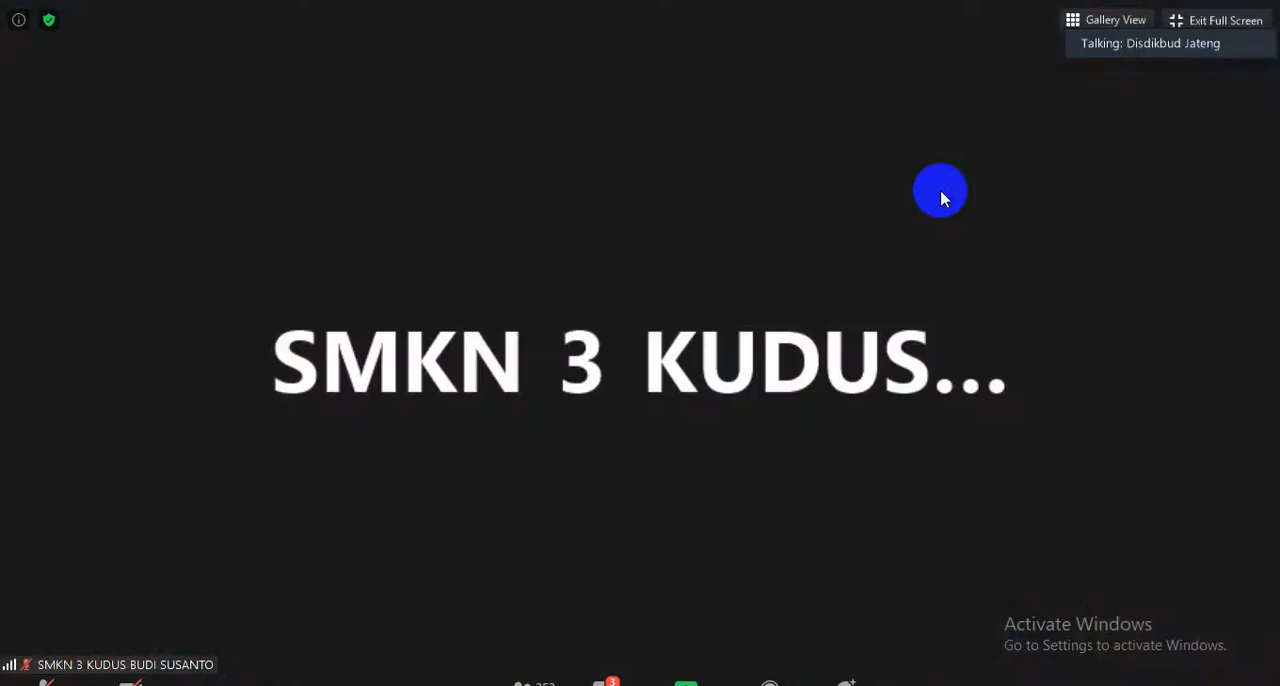 Gallery View
Exit Full Screen
Talking: Disdikbud Jateng
SMKN 3 KUDUS...
Activate Windows
Go to Settings to activate Windows.
SMKN 3 KUDUS BUDI SUSANTO
3